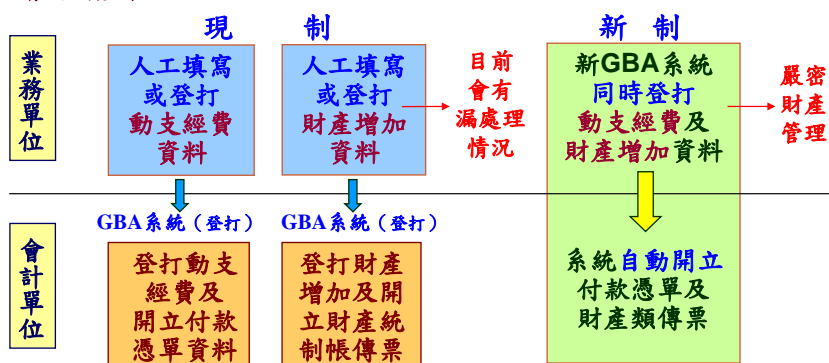 現 制
新 制
業務單位
人工填寫
或登打
動支經費
資料
人工填寫
或登打
財產增加
資料
目前
會有
漏處理
情況
新GBA系統
同時登打
動支經費及
財產增加資料
嚴密
財產
管理
GBA系統（登打）
GBA系統（登打）
會計單位
登打動支
經費及
開立付款
憑單資料
登打財產
增加及開
立財產統
制帳傳票
系統自動開立
付款憑單及
財產類傳票